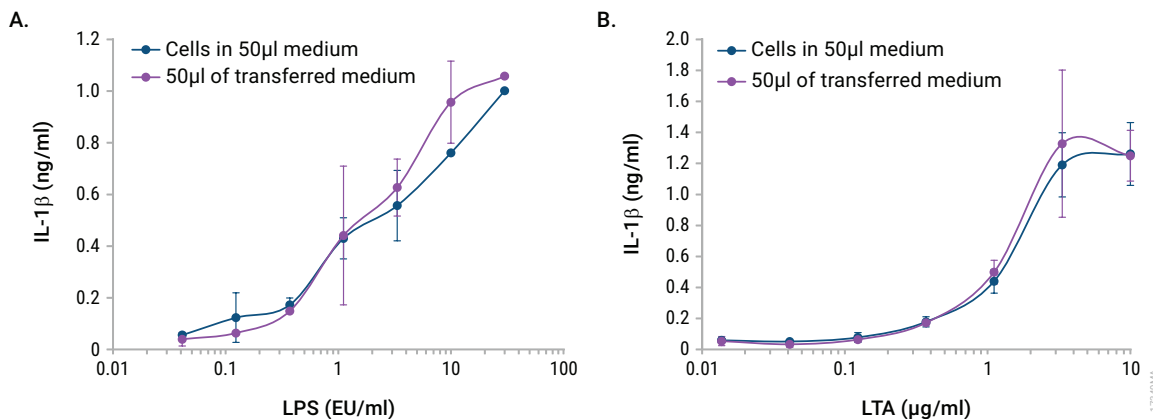 A.
Cells in 50µl medium
50µl of transferred medium
IL-1β (ng/ml)
1.2
1.0
0.8
0.6
0.4
0.2
0
0.01
0.1
1
10
100
LPS (EU/ml)
B.
Cells in 50µl medium
50µl of transferred medium
IL-1β (ng/ml)
2.0
1.8
1.6
1.4
1.2
1.0
0.8
0.6
0.4
0.2
0
0.01
0.1
1
10
LTA (µg/ml)